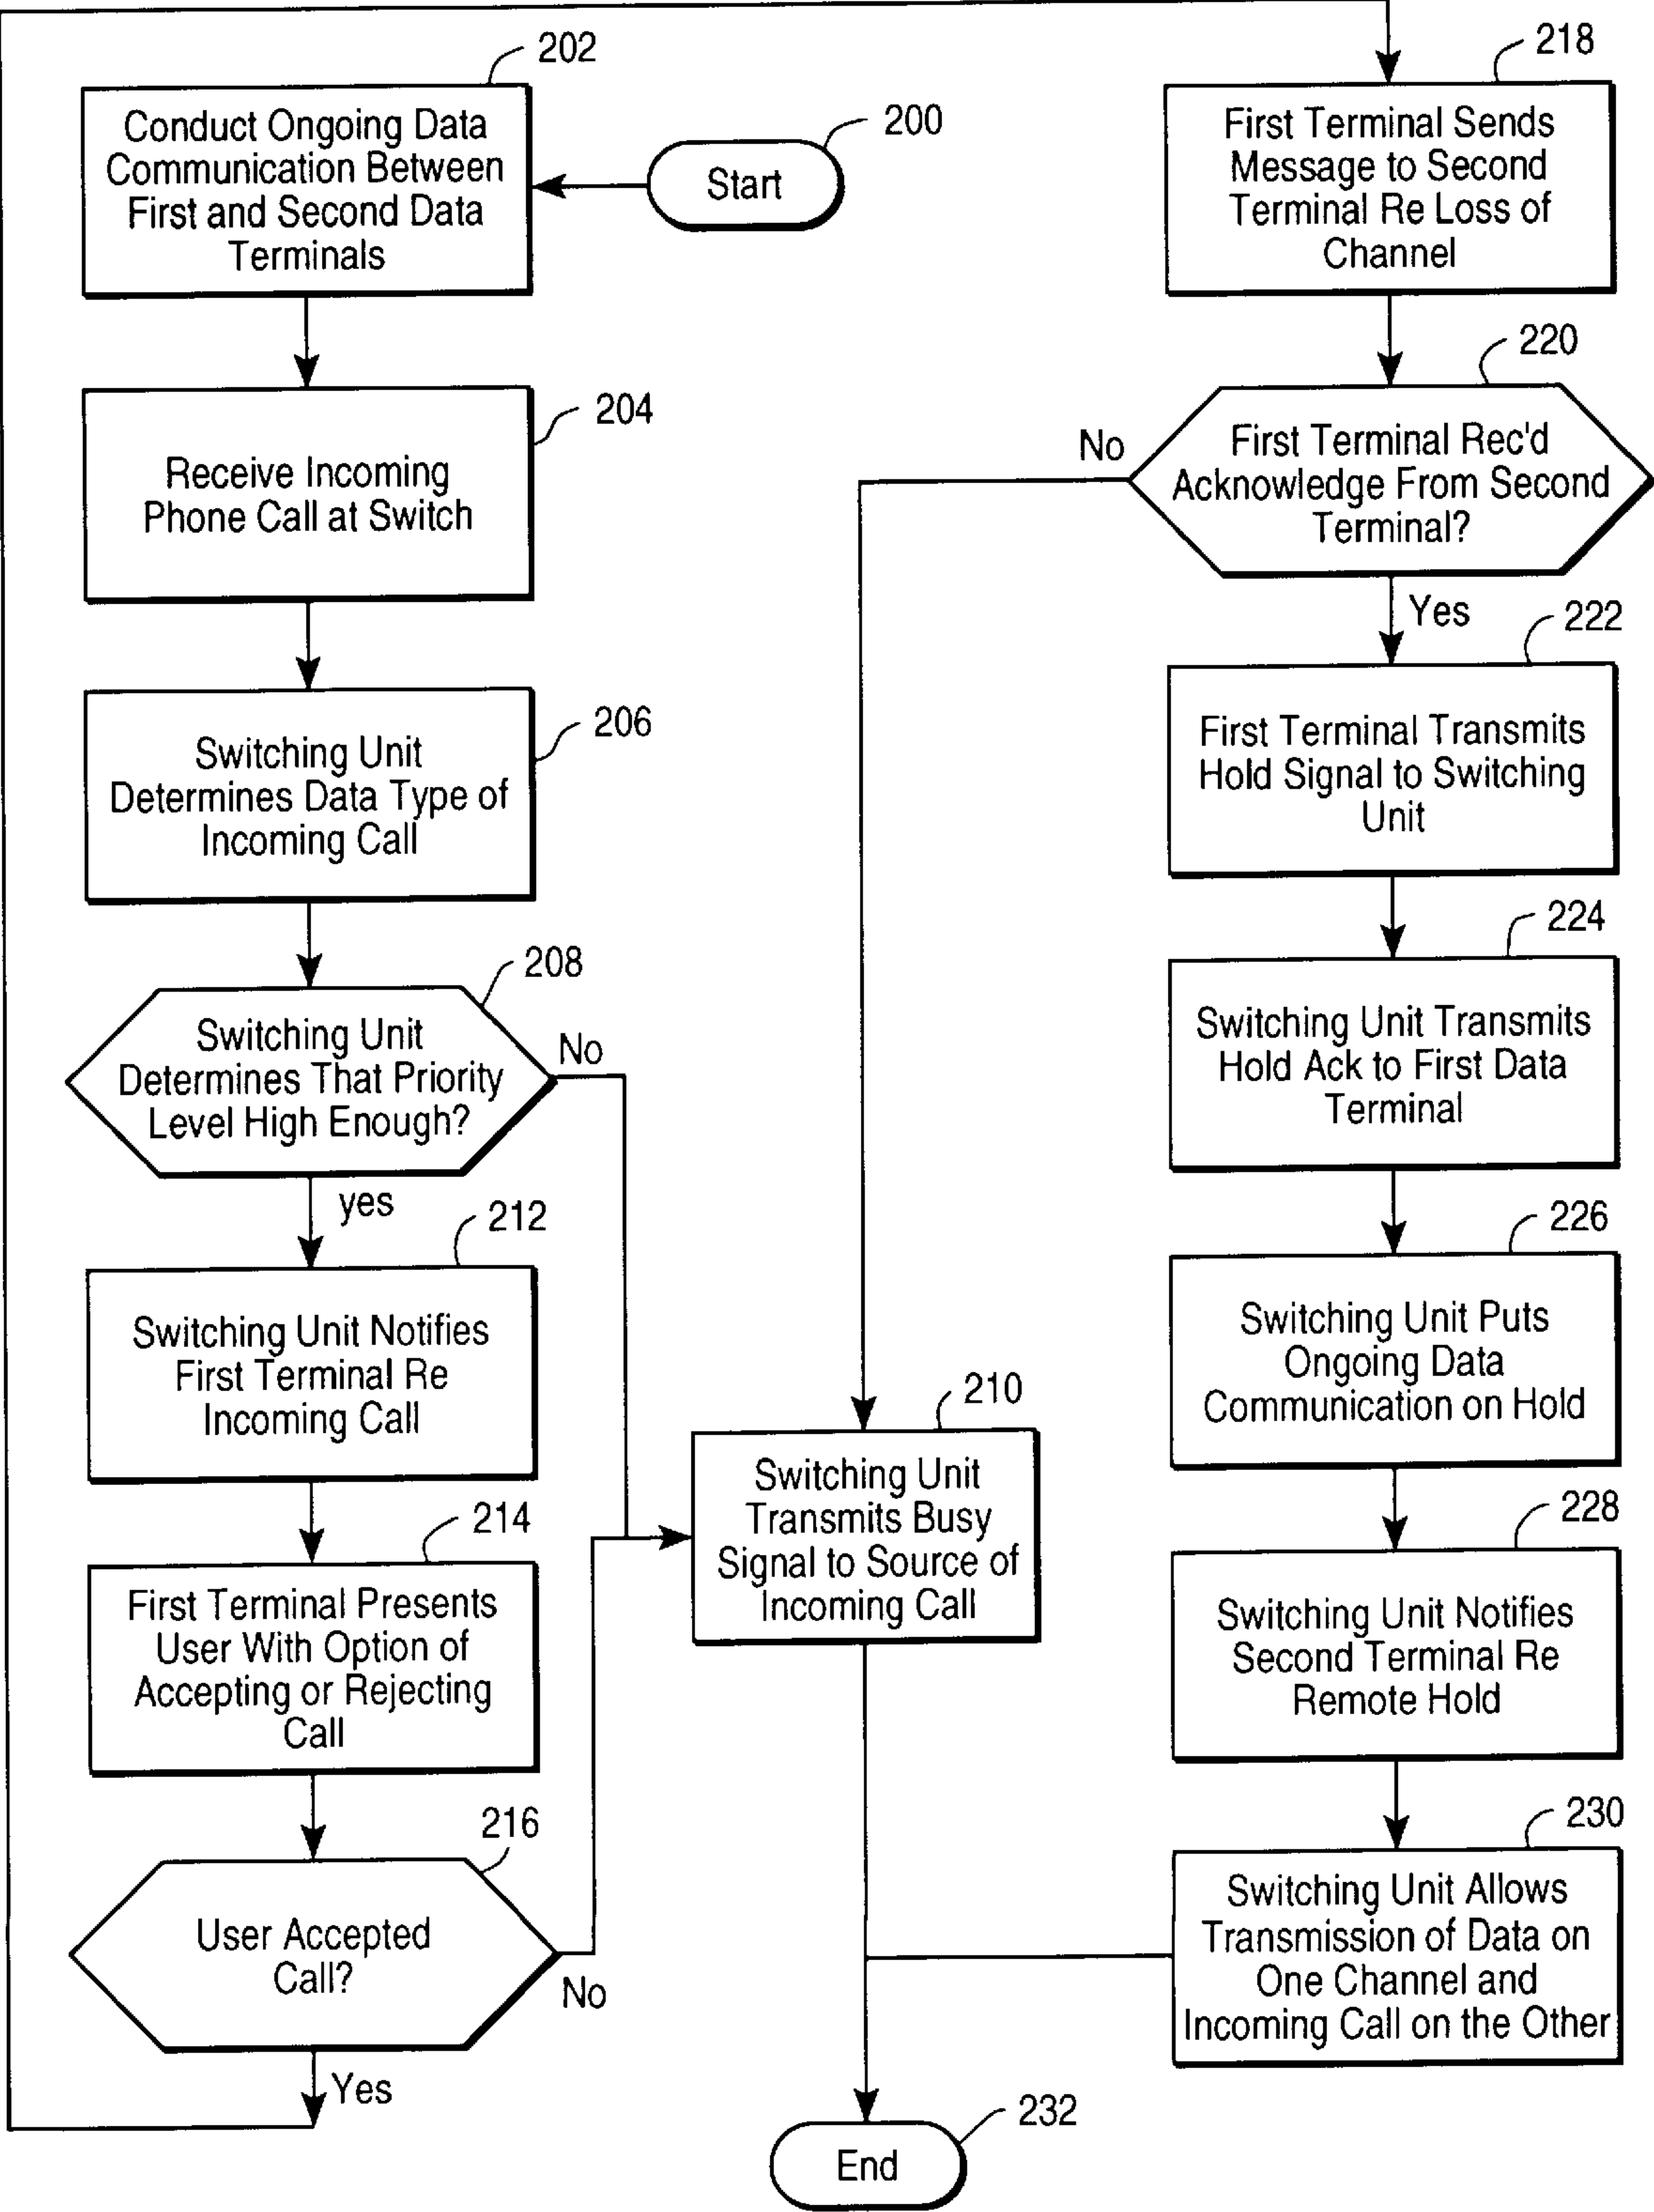 202
Conduct Ongoing Data
Communication Between
First and Second Data
Terminals
200
Start
204
Receive Incoming
Phone Call at Switch
206
Switching Unit
Determines Data Type of
Incoming Call
208
Switching Unit
Determines That Priority
Level High Enough?
No
yes
212
Switching Unit Notifies
First Terminal Re
Incoming Call
214
First Terminal Presents
User With Option of
Accepting or Rejecting
Call
216
User Accepted
Call?
No
Yes
210
Switching Unit
Transmits Busy
Signal to Source of
Incoming Call
218
First Terminal Sends
Message to Second
Terminal Re Loss of
Channel
220
First Terminal Rec'd
Acknowledge From Second
Terminal?
No
Yes
222
First Terminal Transmits
Hold Signal to Switching
Unit
224
Switching Unit Transmits
Hold Ack to First Data
Terminal
226
Switching Unit Puts
Ongoing Data
Communication on Hold
228
Switching Unit Notifies
Second Terminal Re
Remote Hold
230
Switching Unit Allows
Transmission of Data on
One Channel and
Incoming Call on the Other
232
End